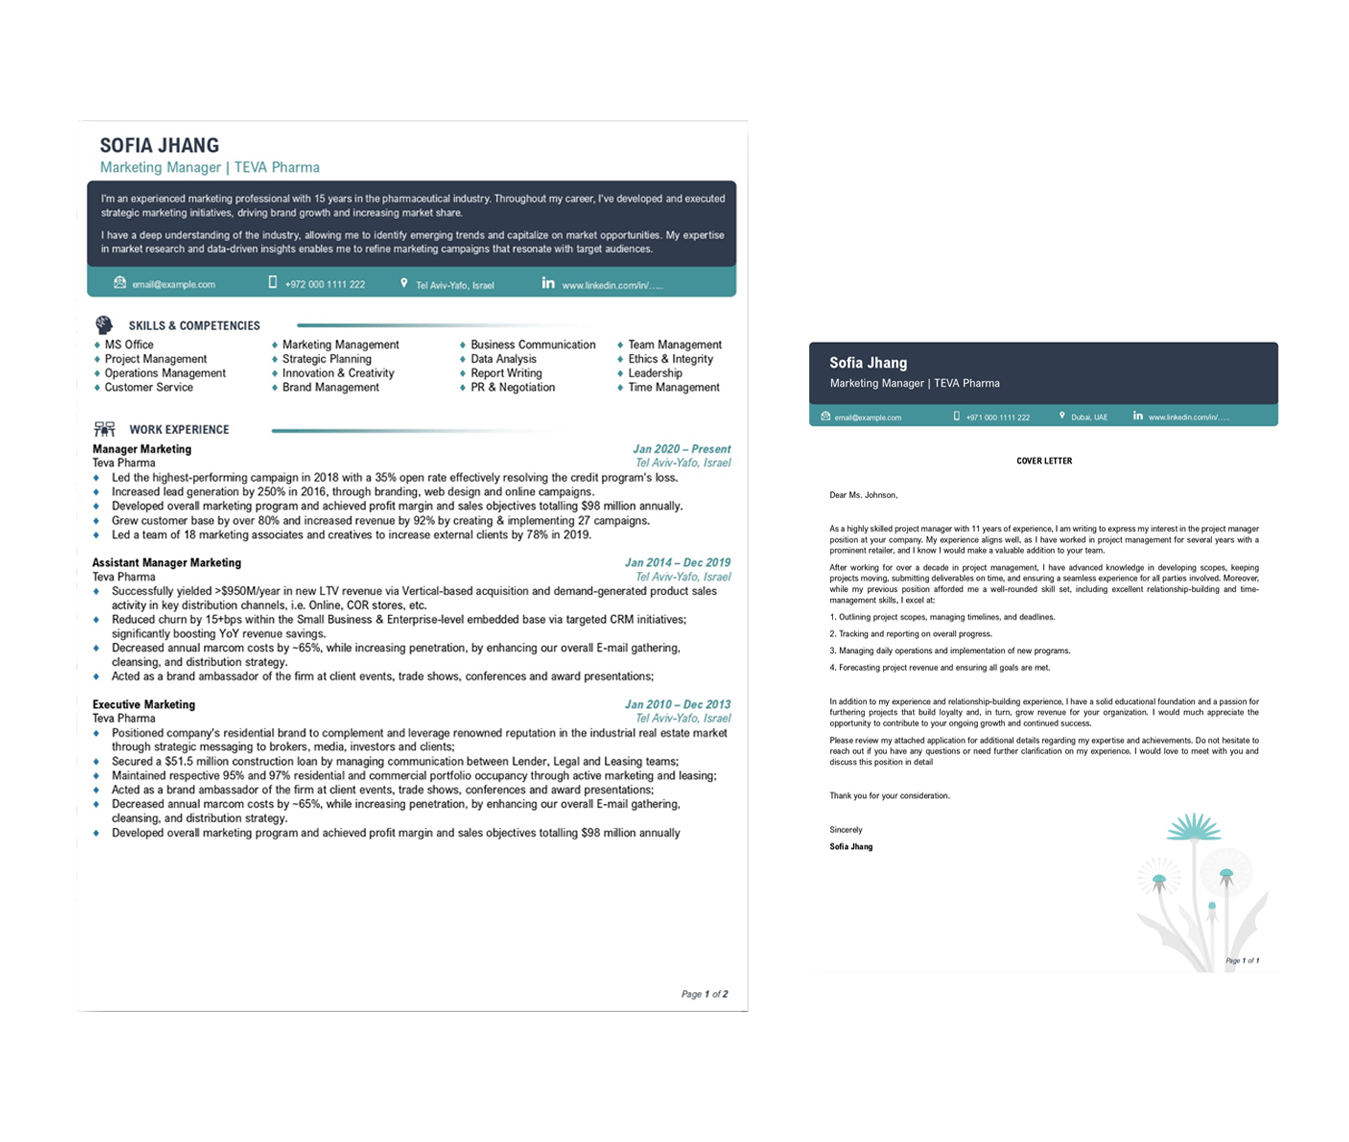 SOFIA JHANG
Marketing Manager | TEVA Pharma
I'm an experienced marketing professional with 15 years in the pharmaceutical industry. Throughout my career, I've developed and executed
strategic marketing initiatives, driving brand growth and increasing market share.
I have a deep understanding of the industry, allowing me to identify emerging trends and capitalize on market opportunities. My expertise
in market research and data-driven insights enables me to refine marketing campaigns that resonate with target audiences.
email@example.com +972 000 1111 222 Tel Aviv-Yafo, Israel in www.linkedin.com/in/.....
SKILLS & COMPETENCIES
♦ MS Office ♦ Marketing Management ♦ Business Communication ♦ Team Management
♦ Project Management ♦ Strategic Planning ♦ Data Analysis ♦ Ethics & Integrity
♦ Operations Management ♦ Innovation & Creativity ♦ Report Writing ♦ Leadership
♦ Customer Service ♦ Brand Management ♦ PR & Negotiation ♦ Time Management
WORK EXPERIENCE
Manager Marketing Jan 2020 – Present
Teva Pharma Tel Aviv-Yafo, Israel
♦ Led the highest-performing campaign in 2018 with a 35% open rate effectively resolving the credit program's loss.
♦ Increased lead generation by 250% in 2016, through branding, web design and online campaigns.
♦ Developed overall marketing program and achieved profit margin and sales objectives totalling $98 million annually.
♦ Grew customer base by over 80% and increased revenue by 92% by creating & implementing 27 campaigns.
♦ Led a team of 18 marketing associates and creatives to increase external clients by 78% in 2019.
Assistant Manager Marketing Jan 2014 – Dec 2019
Teva Pharma Tel Aviv-Yafo, Israel
♦ Successfully yielded >$950M/year in new LTV revenue via Vertical-based acquisition and demand-generated product sales
activity in key distribution channels, i.e. Online, COR stores, etc.
♦ Reduced churn by 15+bps within the Small Business & Enterprise-level embedded base via targeted CRM initiatives;
significantly boosting YoY revenue savings.
♦ Decreased annual marcom costs by ~65%, while increasing penetration, by enhancing our overall E-mail gathering,
cleansing, and distribution strategy.
♦ Acted as a brand ambassador of the firm at client events, trade shows, conferences and award presentations;
Executive Marketing Jan 2010 – Dec 2013
Teva Pharma Tel Aviv-Yafo, Israel
♦ Positioned company's residential brand to complement and leverage renowned reputation in the industrial real estate market
through strategic messaging to brokers, media, investors and clients;
♦ Secured a $51.5 million construction loan by managing communication between Lender, Legal and Leasing teams;
♦ Maintained respective 95% and 97% residential and commercial portfolio occupancy through active marketing and leasing;
♦ Acted as a brand ambassador of the firm at client events, trade shows, conferences and award presentations;
♦ Decreased annual marcom costs by ~65%, while increasing penetration, by enhancing our overall E-mail gathering,
cleansing, and distribution strategy.
♦ Developed overall marketing program and achieved profit margin and sales objectives totalling $98 million annually
Page 1 of 2
Sofia Jhang
Marketing Manager | TEVA Pharma
email@example.com +971 000 1111 222 Dubai, UAE in www.linkedin.com/in/.....
COVER LETTER
Dear Ms. Johnson,
As a highly skilled project manager with 11 years of experience, I am writing to express my interest in the project manager
position at your company. My experience aligns well, as I have worked in project management for several years with a
prominent retailer, and I know I would make a valuable addition to your team.
After working for over a decade in project management, I have advanced knowledge in developing scopes, keeping
projects moving, submitting deliverables on time, and ensuring a seamless experience for all parties involved. Moreover,
while my previous position afforded me a well-rounded skill set, including excellent relationship-building and time-
management skills, I excel at:
1. Outlining project scopes, managing timelines, and deadlines.
2. Tracking and reporting on overall progress.
3. Managing daily operations and implementation of new programs.
4. Forecasting project revenue and ensuring all goals are met.
In addition to my experience and relationship-building experience, I have a solid educational foundation and a passion for
furthering projects that build loyalty and, in turn, grow revenue for your organization. I would much appreciate the
opportunity to contribute to your ongoing growth and continued success.
Please review my attached application for additional details regarding my expertise and achievements. Do not hesitate to
reach out if you have any questions or need further clarification on my experience. I would love to meet with you and
discuss this position in detail
Thank you for your consideration.
Sincerely
Sofia Jhang
Page 1 of 1